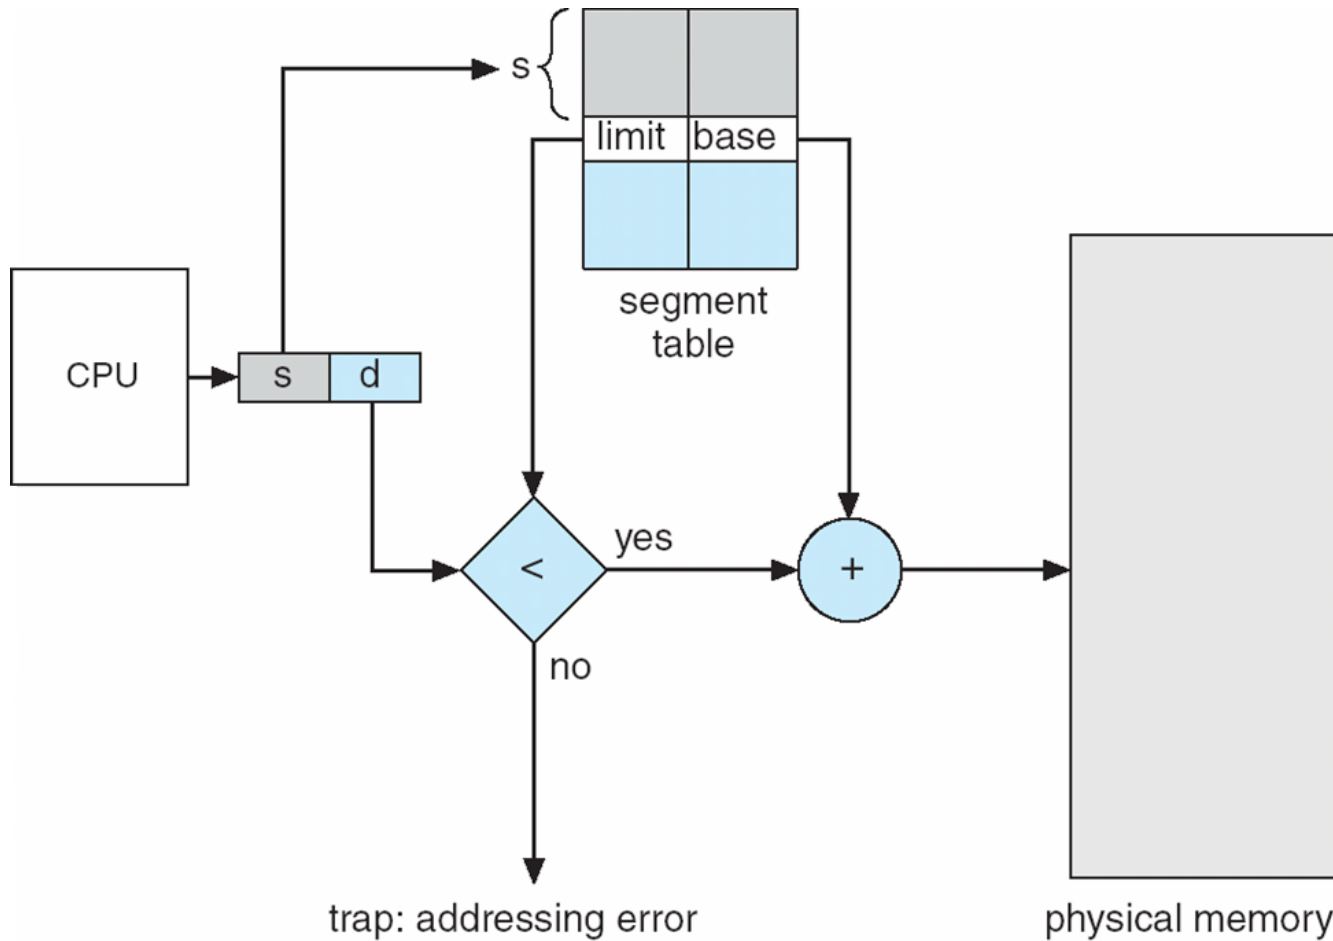 s
limit base
segment
table
CPU
s d
yes
<
+
no
trap: addressing error
physical memory